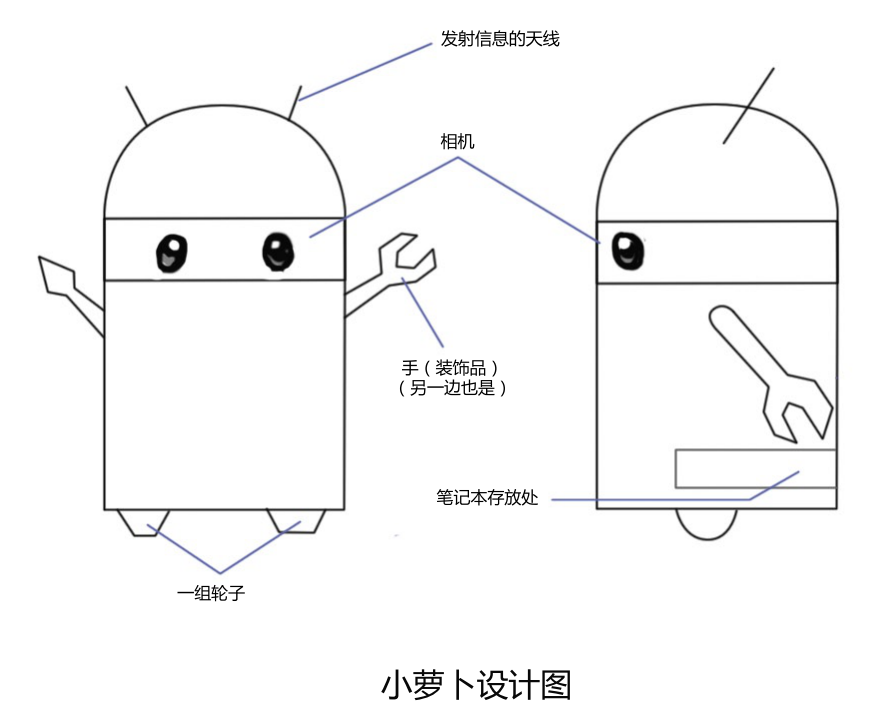 发射信息的天线
相机
手（装饰品）
（另一边也是）
笔记本存放处
一组轮子
小萝卜设计图